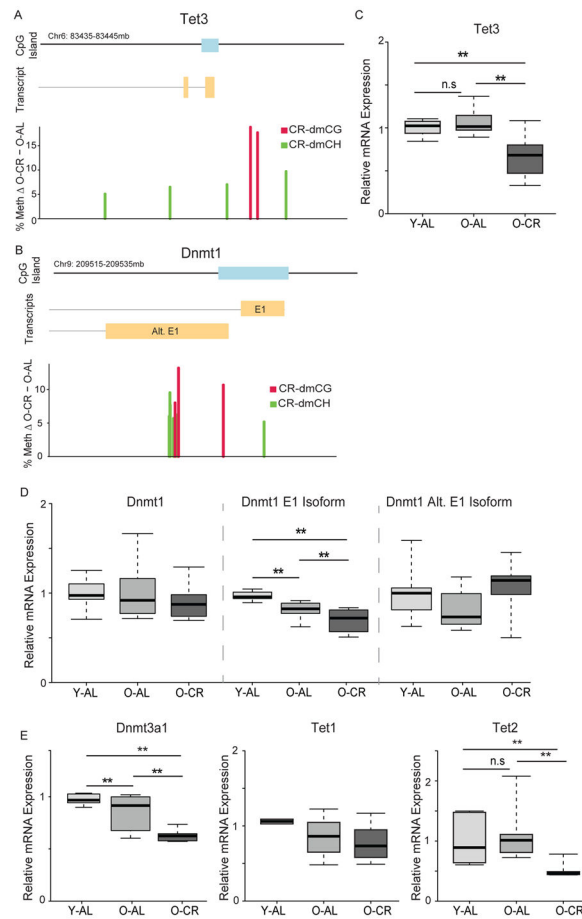 A
Tet3
CpG Island
Chr6: 83435-83445mb
Transcript
% Meth Δ O-CR – O-AL
15
10
5
0
CR-dmCG
CR-dmCH
B
Dnmt1
CpG Island
Chr9: 209515-209535mb
Transcripts
E1
Alt. E1
% Meth Δ O-CR – O-AL
10
5
0
CR-dmCG
CR-dmCH
C
Tet3
Relative mRNA Expression
2
1
0
**
n.s
**
Y-AL O-AL O-CR
D
Dnmt1
Dnmt1 E1 Isoform
Dnmt1 Alt. E1 Isoform
Relative mRNA Expression
2
1
0
**
**
**
Y-AL O-AL O-CR
Y-AL O-AL O-CR
Y-AL O-AL O-CR
E
Dnmt3a1
Relative mRNA Expression
2
1
0
**
**
**
Y-AL O-AL O-CR
Tet1
Relative mRNA Expression
2
1
0
Y-AL O-AL O-CR
Tet2
Relative mRNA Expression
2
1
0
**
n.s
**
Y-AL O-AL O-CR